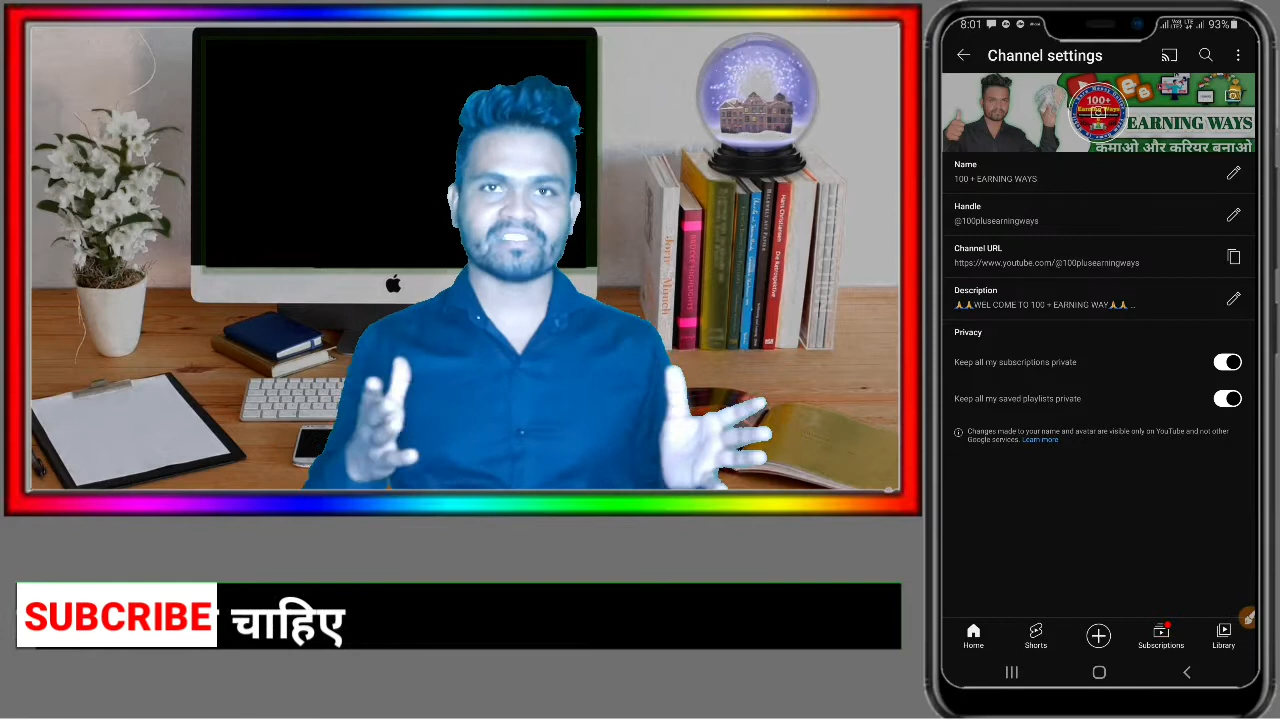 SUBCRIBE चाहिए
8:01
93%
Channel settings
100+
EARNING WAYS
कमाओ और करियर बनाओ
Name
100 + EARNING WAYS
Handle
@100plusearningways
Channel URL
https://www.youtube.com/@100plusearningways
Description
🙏🙏WEL COME TO 100 + EARNING WAY🙏🙏 ...
Privacy
Keep all my subscriptions private
Keep all my saved playlists private
Changes made to your name and avatar are visible only on YouTube and not other
Google services. Learn more
Home
Shorts
Subscriptions
Library